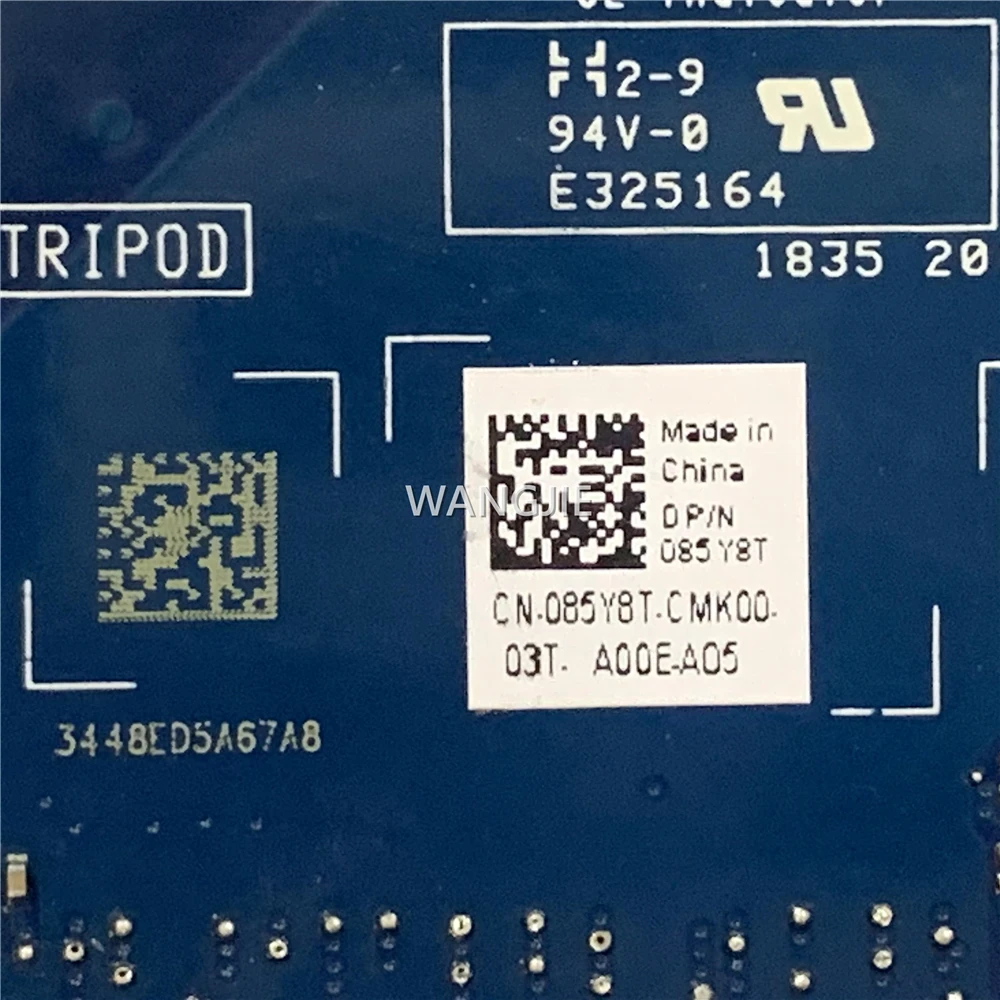 H2-9
94V-0
E325164
TRIPOD
1835 20
Made in
China
DP/N
085Y8T
WANGJIE
CN-085Y8T-CMK00-
03T- A00E-A05
3448ED5A67A8